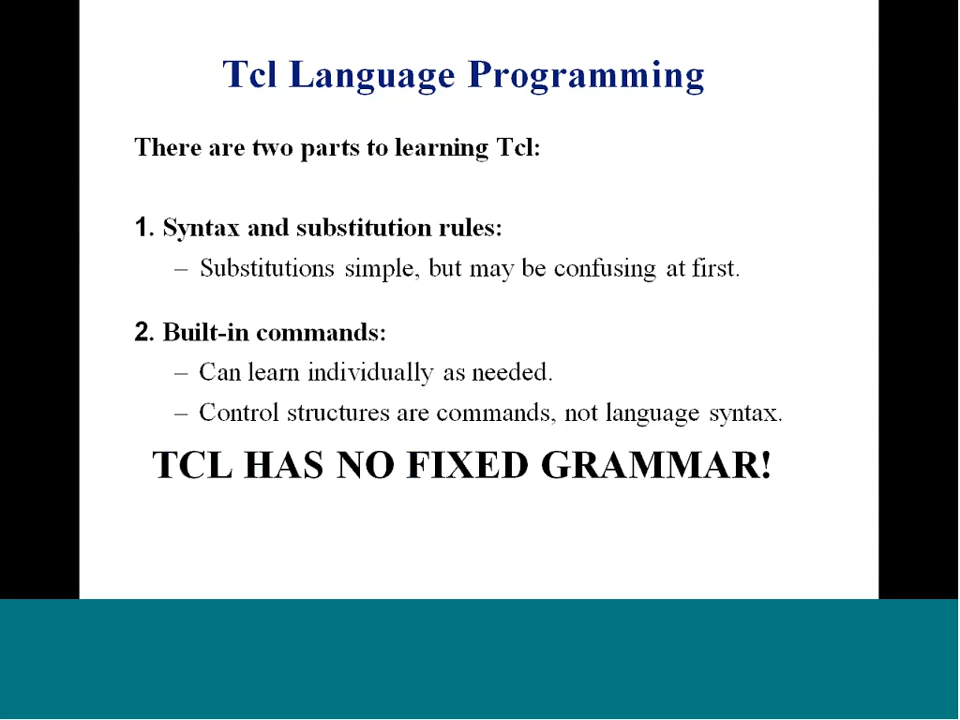 Tcl Language Programming
There are two parts to learning Tcl:
1. Syntax and substitution rules:
– Substitutions simple, but may be confusing at first.
2. Built-in commands:
– Can learn individually as needed.
– Control structures are commands, not language syntax.
TCL HAS NO FIXED GRAMMAR!